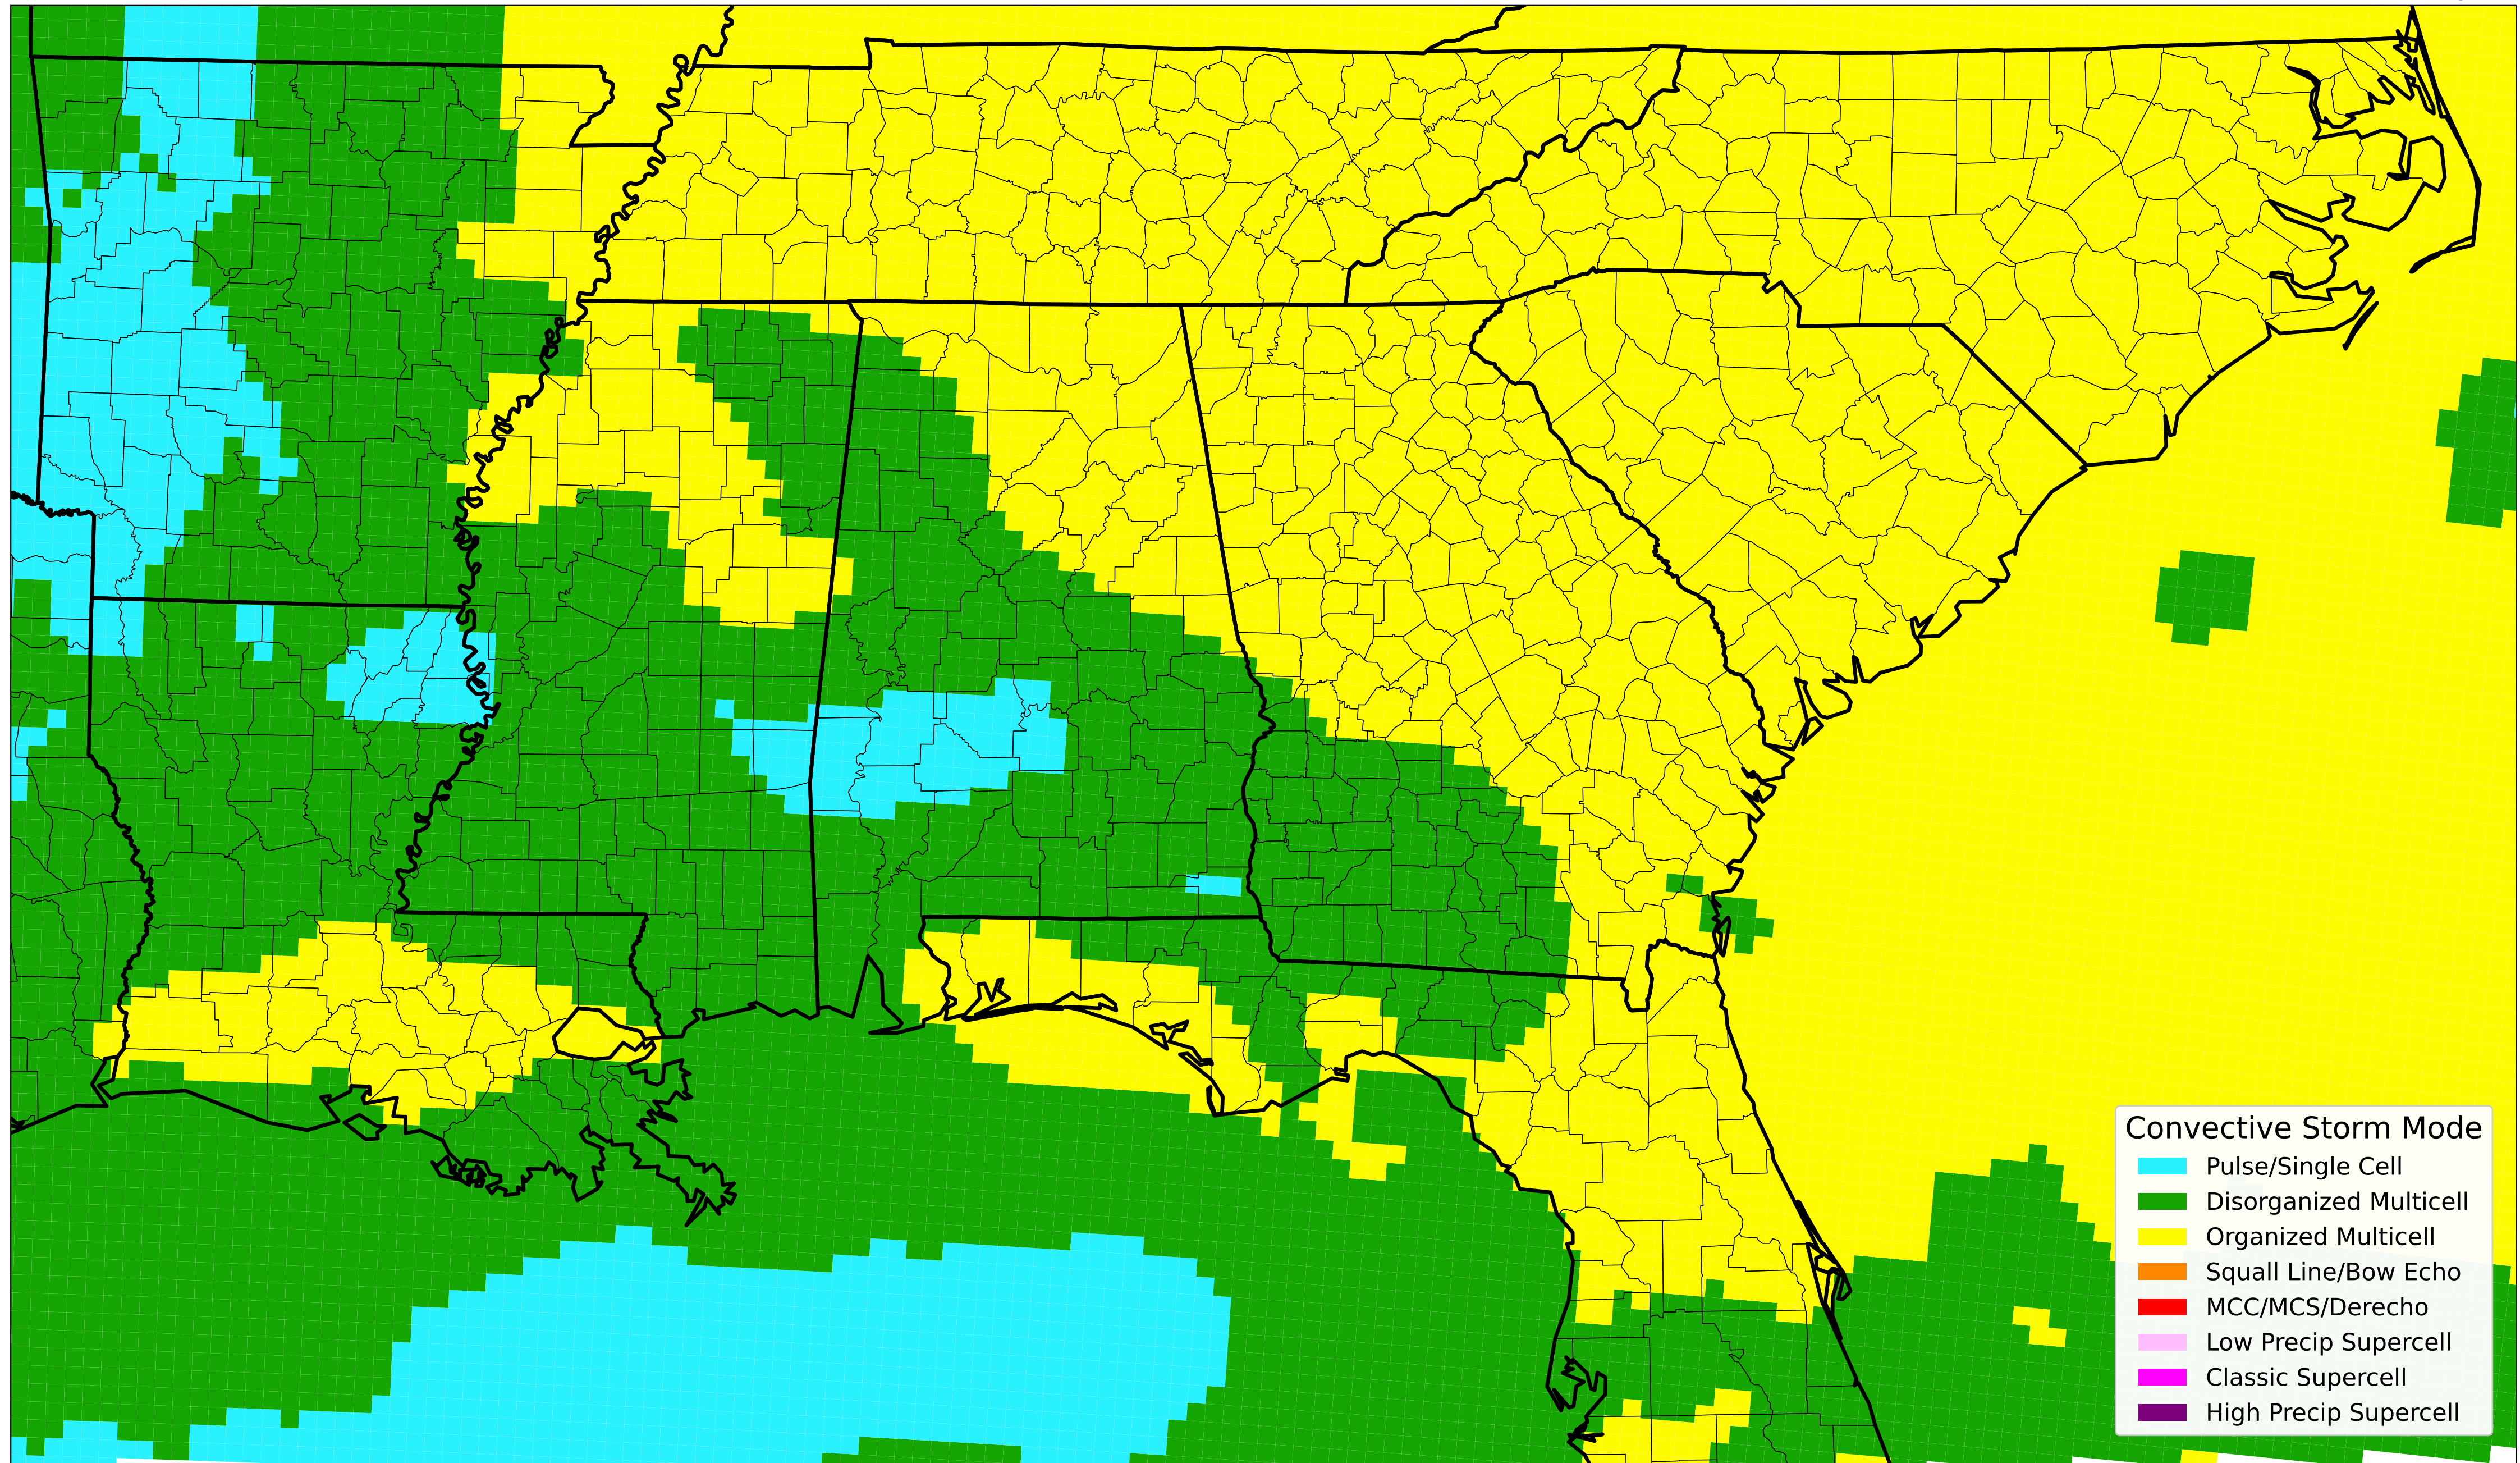 Convective Storm Mode
Pulse/Single Cell
Disorganized Multicell
Organized Multicell
Squall Line/Bow Echo
MCC/MCS/Derecho
Low Precip Supercell
Classic Supercell
High Precip Supercell